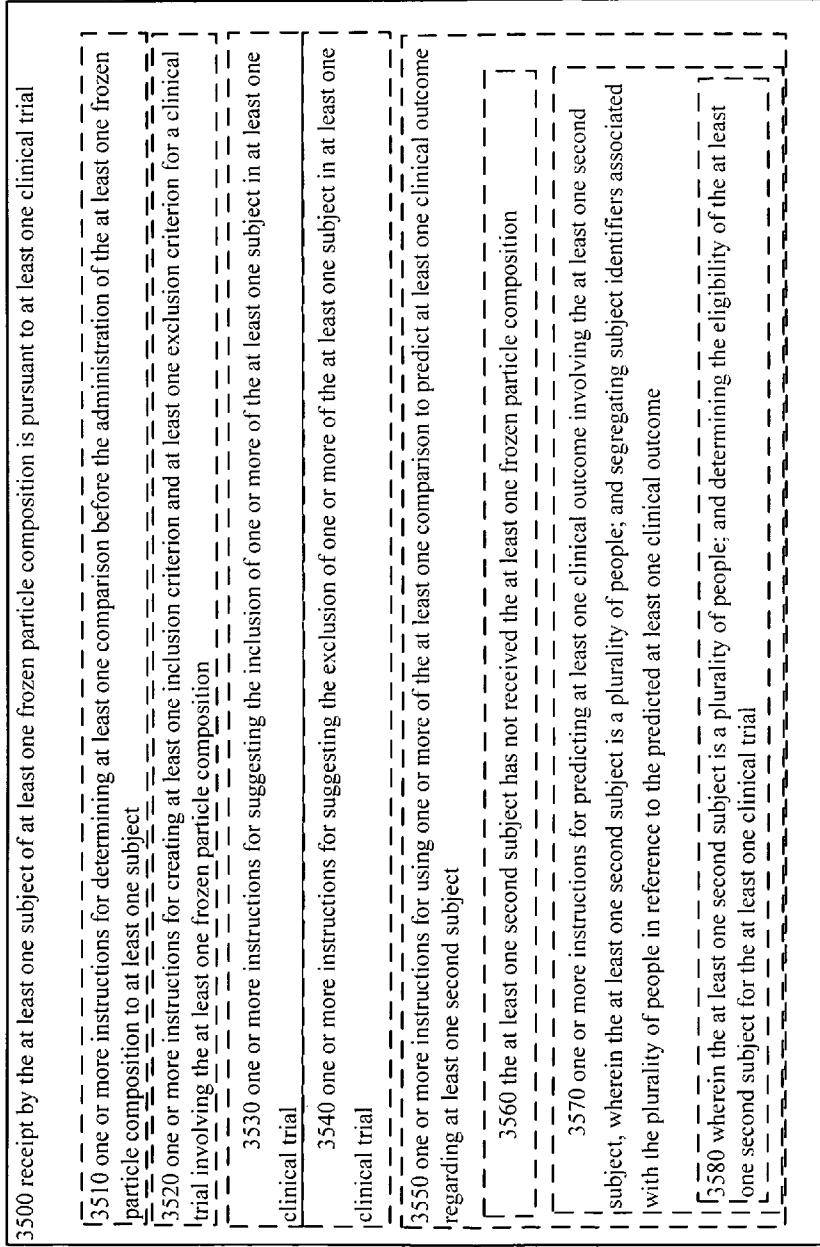 3500 receipt by the at least one subject of at least one frozen particle composition is pursuant to at least one clinical trial
3510 one or more instructions for determining at least one comparison before the administration of the at least one frozen
particle composition to at least one subject
3520 one or more instructions for creating at least one inclusion criterion and at least one exclusion criterion for a clinical
trial involving the at least one frozen particle composition
3530 one or more instructions for suggesting the inclusion of one or more of the at least one subject in at least one
clinical trial
3540 one or more instructions for suggesting the exclusion of one or more of the at least one subject in at least one
clinical trial
3550 one or more instructions for using one or more of the at least one comparison to predict at least one clinical outcome
regarding at least one second subject
3560 the at least one second subject has not received the at least one frozen particle composition
3570 one or more instructions for predicting at least one clinical outcome involving the at least one second
subject, wherein the at least one second subject is a plurality of people; and segregating subject identifiers associated
with the plurality of people in reference to the predicted at least one clinical outcome
3580 wherein the at least one second subject is a plurality of people; and determining the eligibility of the at least
one second subject for the at least one clinical trial